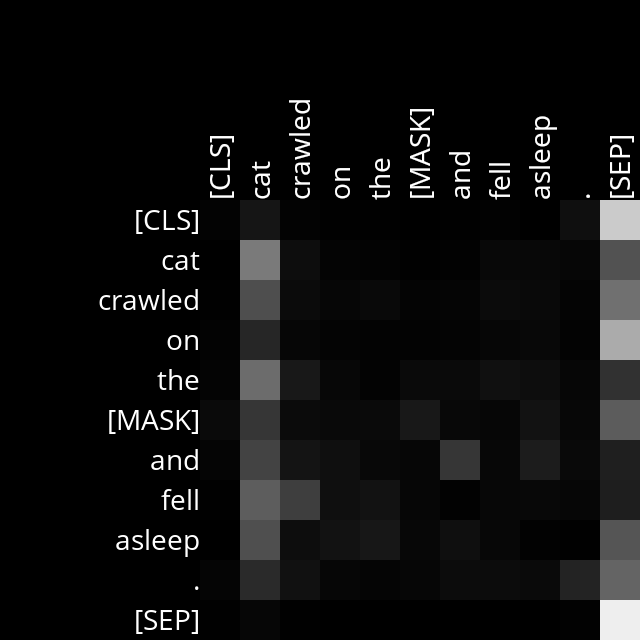 [CLS] cat crawled on the [MASK] and fell asleep . [SEP]
[CLS]
cat
crawled
on
the
[MASK]
and
fell
asleep
.
[SEP]